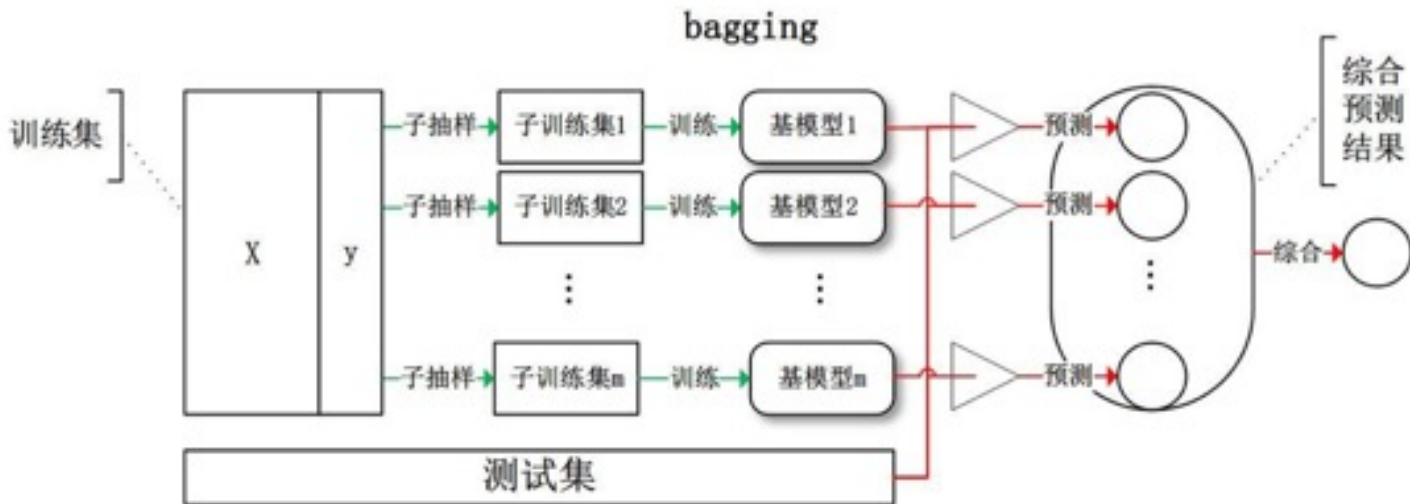 bagging
训练集
X
y
子抽样
子训练集1
训练
基模型1
预测
综合
预测
结果
子抽样
子训练集2
训练
基模型2
预测
⋮
⋮
⋮
综合
子抽样
子训练集m
训练
基模型m
预测
测试集